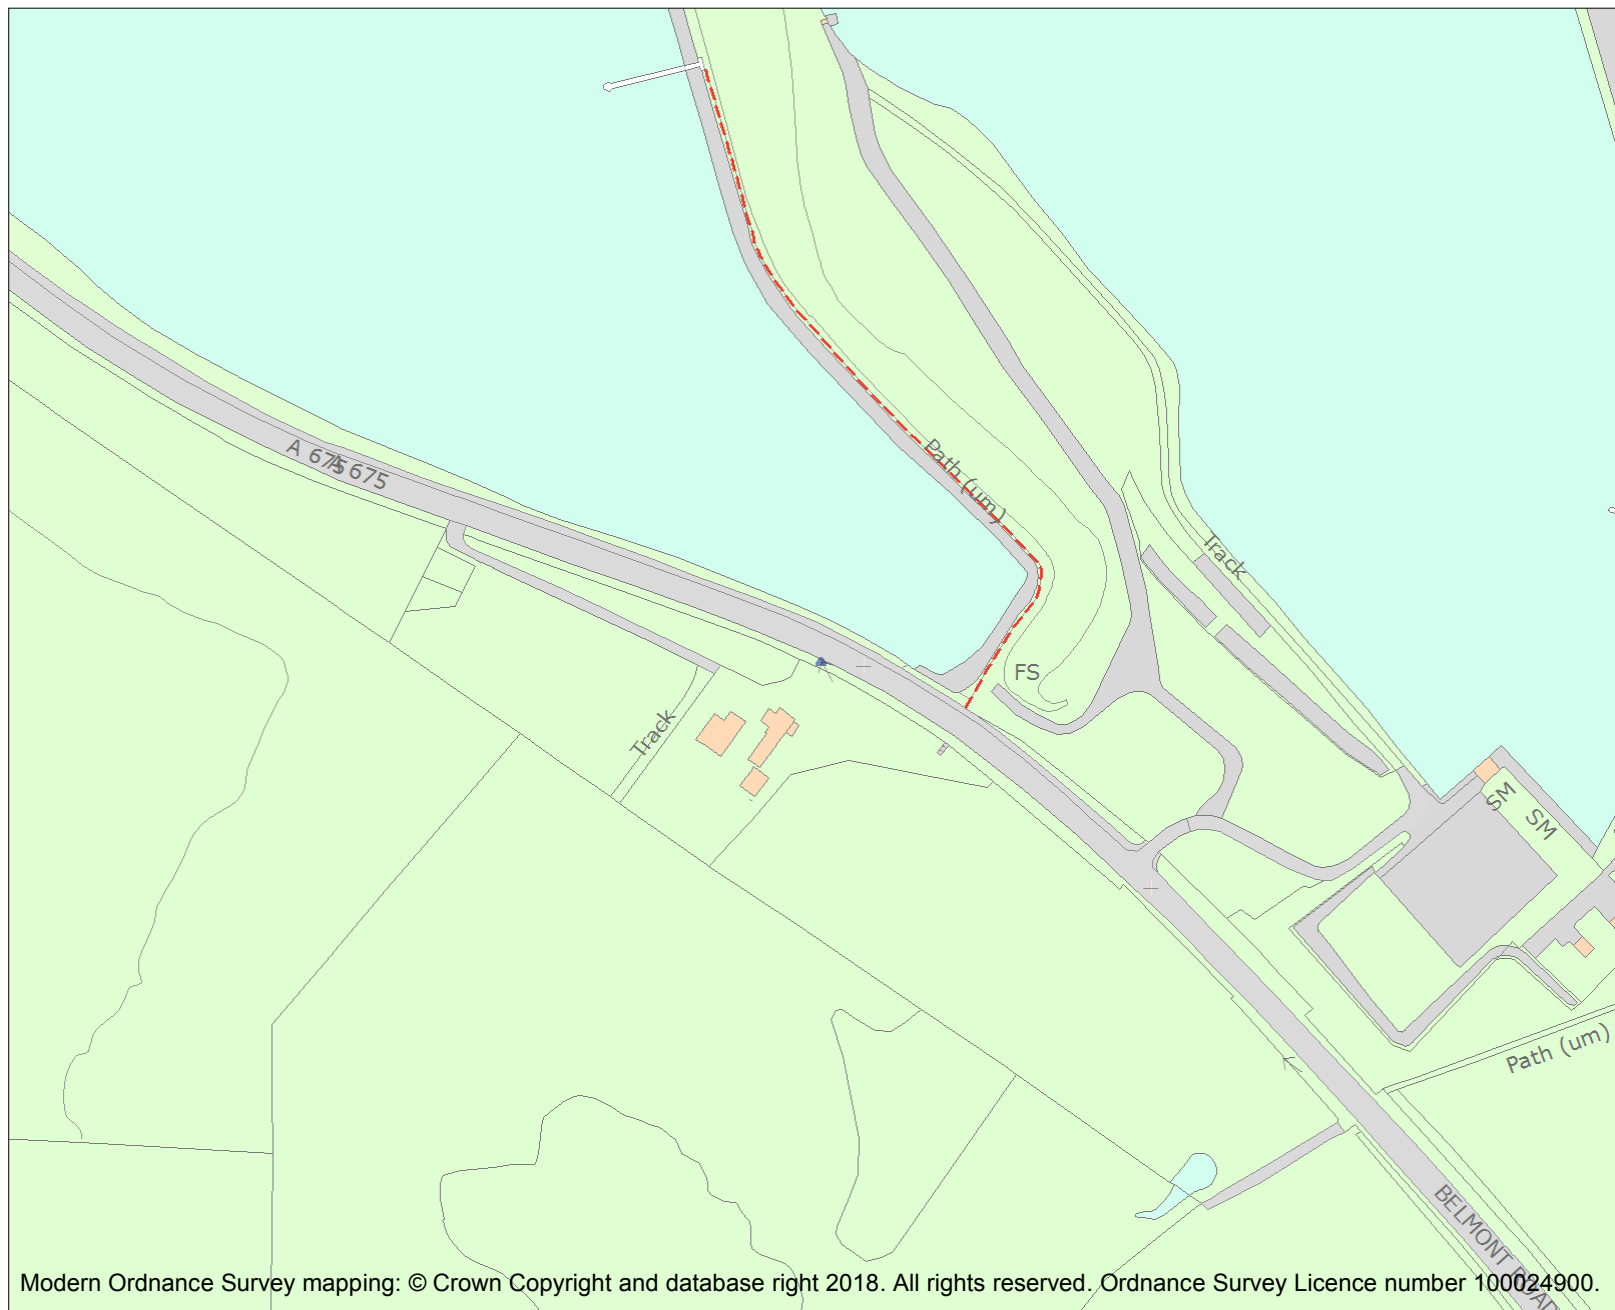 A 675
A 675
Path (um)
Track
FS
Track
SM
SM
Path (um)
BELMONT ROAD
Modern Ordnance Survey mapping: © Crown Copyright and database right 2018. All rights reserved. Ordnance Survey Licence number 100024900.